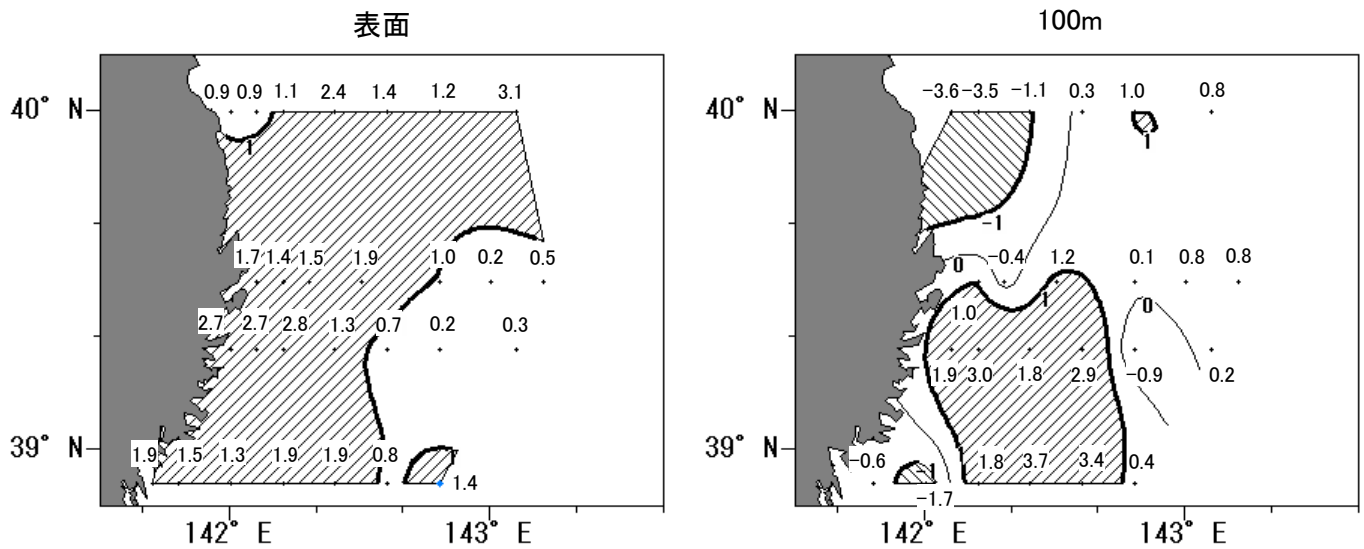 表面
0.9 0.9 1.1 2.4 1.4 1.2 3.1
40° N
1
1.7 1.4 1.5 1.9 1.0 0.2 0.5
2.7 2.7 2.8 1.3 0.7 0.2 0.3
39° N
1.9 1.5 1.3 1.9 1.9 0.8
1.4
142° E 143° E
100m
-3.6 -3.5 -1.1 0.3 1.0 0.8
40° N
1
-1
0 -0.4 1.2 0.1 0.8 0.8
1 0
1.0
1.9 3.0 1.8 2.9 -0.9 0.2
39° N
-0.6 -1 1.8 3.7 3.4 0.4
-1.7
142° E 143° E